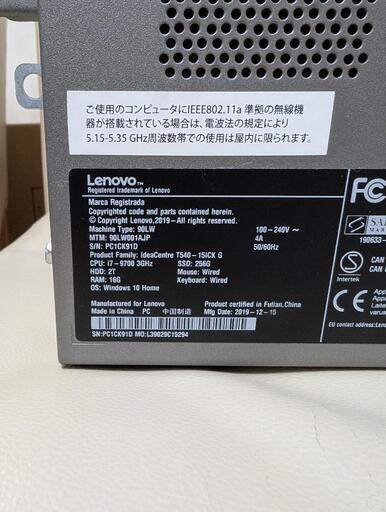 ご使用のコンピュータにIEEE802.11a 準拠の無線機
器が搭載されている場合は、電波法の規定により
5.15-5.35 GHz周波数帯での使用は屋内に限られます。
Lenovo™
Registered trademark of Lenovo
Marca Registrada
Copyrighted code and parts contained herein.
© Copyright Lenovo,2019-All rights reserved.
Machine Type: 90LW 100-240V~
MTM: 90LW001AJP 4A
S/N: PC1CK91D 50/60Hz
Product Family: IdeaCentre T540-15ICK G
CPU: i7-9700 3GHz SSD: 256G
HDD: 2T Mouse: Wired
RAM: 16G Keyboard: Wired
OS: Windows 10 Home
Manufactured for Lenovo Product certified in Futian,China
Made in China PC 中国制造 Mfg Date :2019-12-15
SN:PC1CK91D MO:L39029C15294
FC
190633-
Intertek
CAN
CAN
EU contact:Lenovo